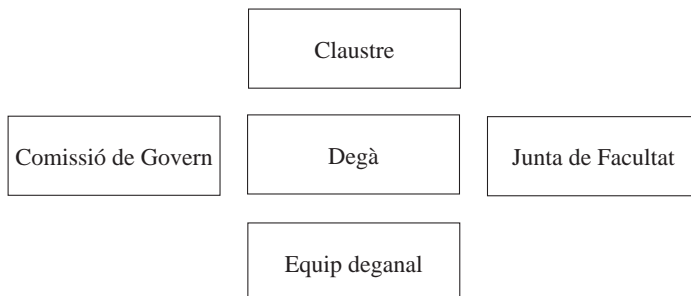 Claustre
Comissió de Govern
Degà
Junta de Facultat
Equip deganal